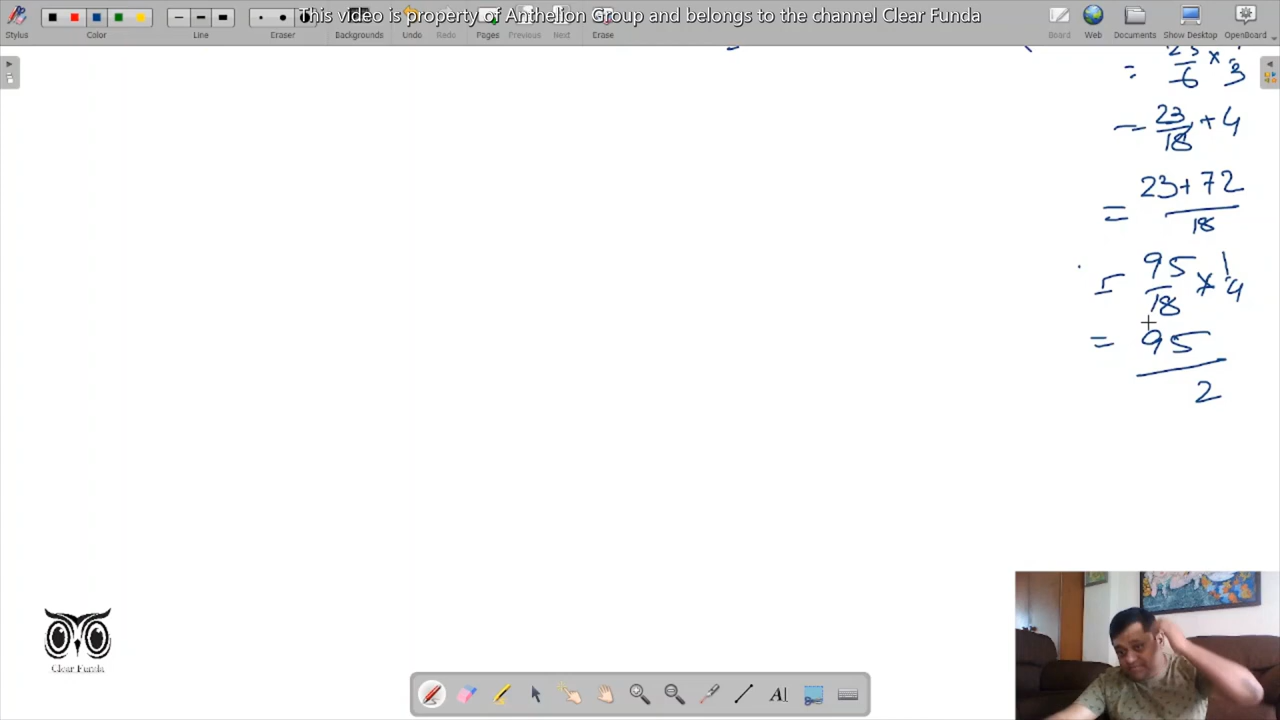 This video is property of Anthelion Group and belongs to the channel Clear Funda
Stylus Color Line Eraser Backgrounds Undo Redo Pages Previous Next Erase Board Web Documents Show Desktop OpenBoard
= 23/6 × 1/3
= 23/18 + 4
= 23+72/18
= 95/18 × 1/4
= 95/2
Clear Funda